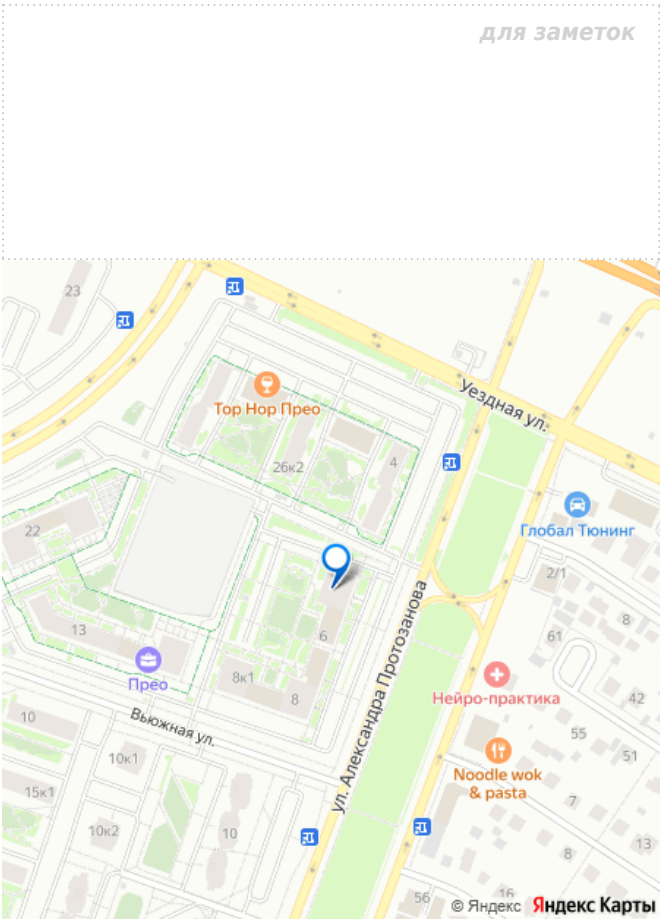 для заметок
23
Уездная ул.
Top Hop Прео
26к2
4
22
Глобал Тюнинг
2/1
8
61
13
Прео
6
8к1
8
ул. Александра Протозанова
Нейро-практика
42
10
Вьюжная ул.
55
51
10к1
Noodle wok
& pasta
15к1
7
10к2
10
13
8
56
16
© Яндекс Яндекс Карты